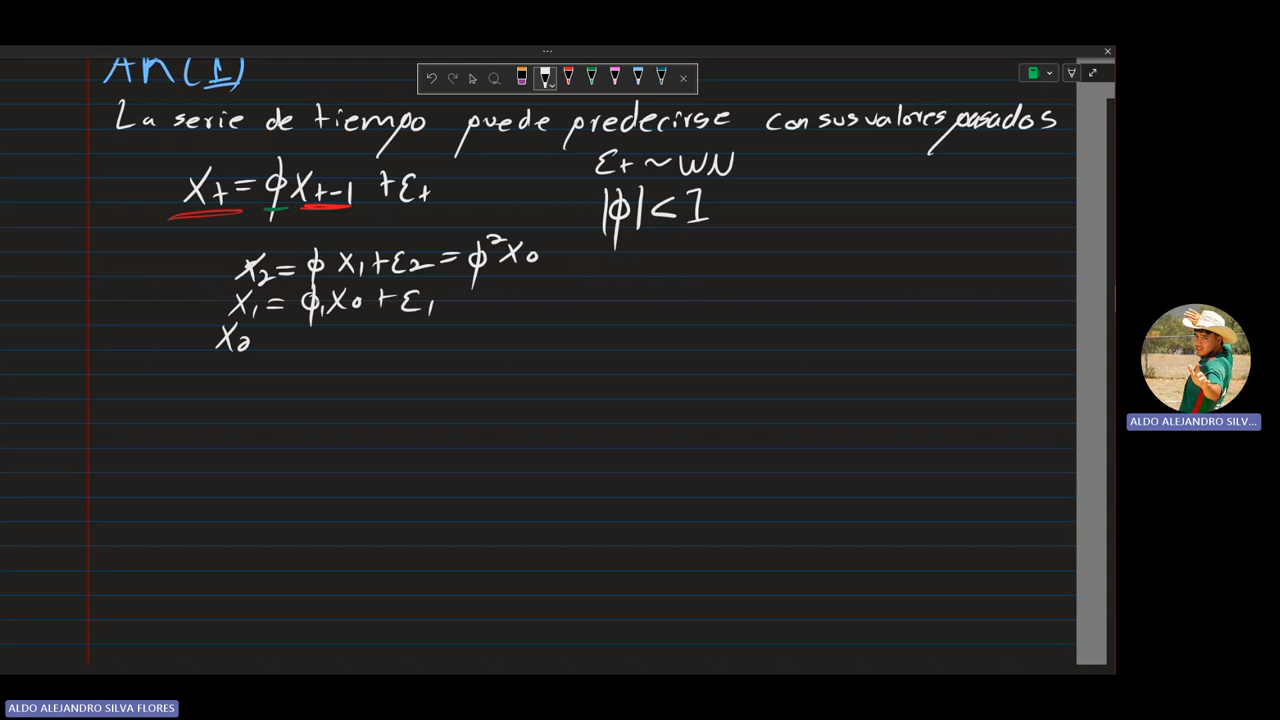 AR(1)
La serie de tiempo puede predecirse con sus valores pasados
Xt = ϕXt-1 + εt
εt ~ WN
|ϕ| < 1
X2 = ϕ X1 + ε2 = ϕ²X0
X1 = ϕ1X0 + ε1
X0
ALDO ALEJANDRO SILV...
ALDO ALEJANDRO SILVA FLORES